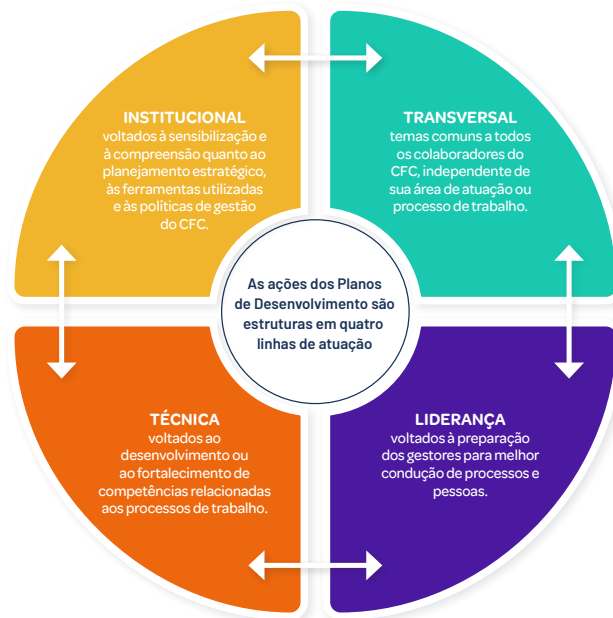 INSTITUCIONAL
voltados à sensibilização e
à compreensão quanto ao
planejamento estratégico,
às ferramentas utilizadas
e às políticas de gestão
do CFC.
TRANSVERSAL
temas comuns a todos
os colaboradores do
CFC, independente de
sua área de atuação ou
processo de trabalho.
As ações dos Planos
de Desenvolvimento são
estruturas em quatro
linhas de atuação
TÉCNICA
voltados ao
desenvolvimento ou
ao fortalecimento de
competências relacionadas
aos processos de trabalho.
LIDERANÇA
voltados à preparação
dos gestores para melhor
condução de processos e
pessoas.